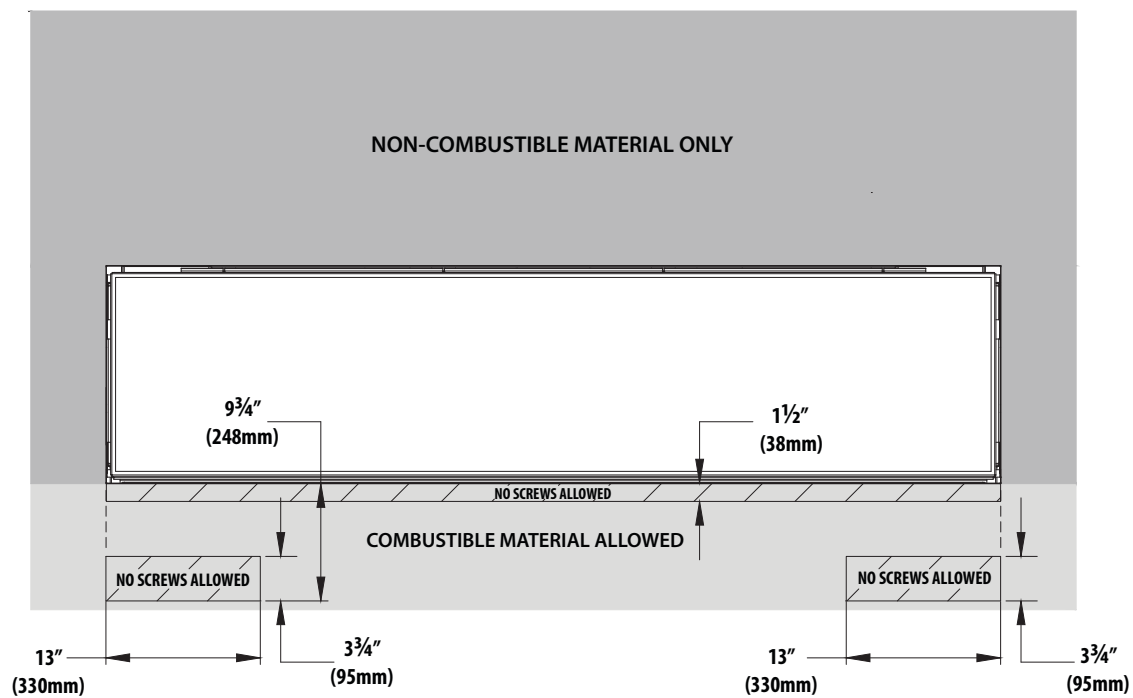 NON-COMBUSTIBLE MATERIAL ONLY
9¾"
(248mm)
1½"
(38mm)
NO SCREWS ALLOWED
COMBUSTIBLE MATERIAL ALLOWED
NO SCREWS ALLOWED
NO SCREWS ALLOWED
13"
(330mm)
3¾"
(95mm)
13"
(330mm)
3¾"
(95mm)